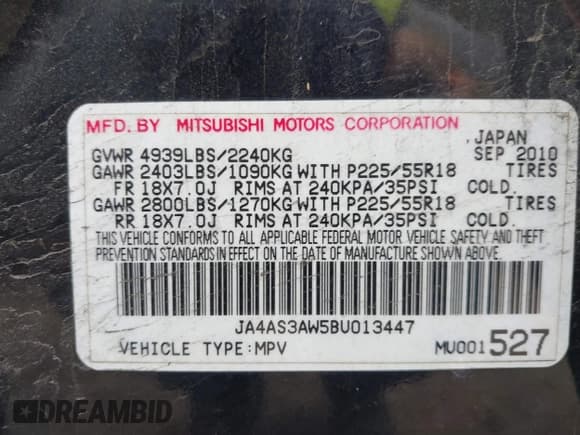 MFD. BY MITSUBISHI MOTORS CORPORATION
JAPAN
GVWR 4939LBS/2240KG SEP 2010
GAWR 2403LBS/1090KG WITH P225/55R18 TIRES
FR 18X7.0J RIMS AT 240KPA/35PSI COLD.
GAWR 2800LBS/1270KG WITH P225/55R18 TIRES
RR 18X7.0J RIMS AT 240KPA/35PSI COLD.
THIS VEHICLE CONFORMS TO ALL APPLICABLE FEDERAL MOTOR VEHICLE SAFETY AND THEFT
PREVENTION STANDARDS IN EFFECT ON THE DATE OF MANUFACTURE SHOWN ABOVE.
JA4AS3AW5BU013447
VEHICLE TYPE:MPV MU001527
DREAMBID